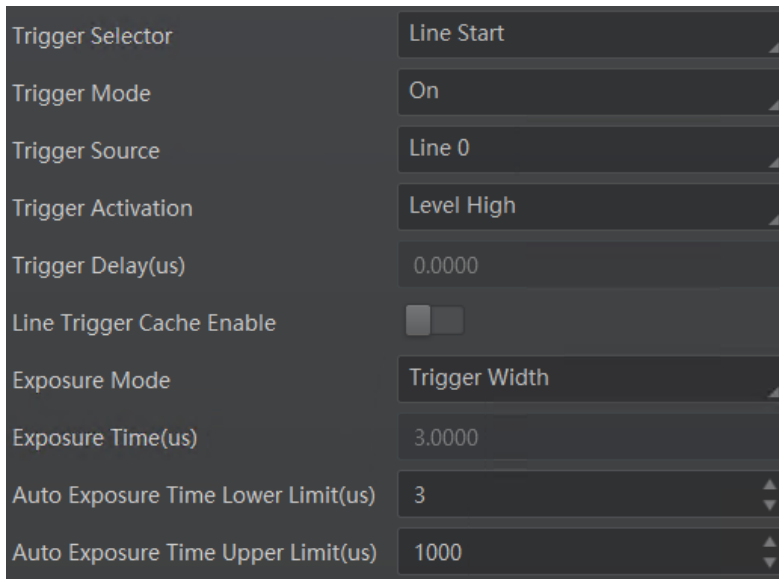 Trigger Selector Line Start
Trigger Mode On
Trigger Source Line 0
Trigger Activation Level High
Trigger Delay(us) 0.0000
Line Trigger Cache Enable
Exposure Mode Trigger Width
Exposure Time(us) 3.0000
Auto Exposure Time Lower Limit(us) 3
Auto Exposure Time Upper Limit(us) 1000